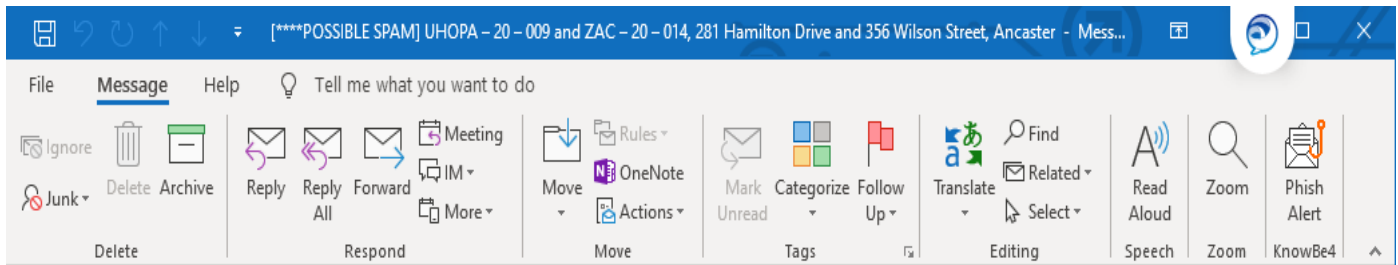 [****POSSIBLE SPAM] UHOPA – 20 – 009 and ZAC – 20 – 014, 281 Hamilton Drive and 356 Wilson Street, Ancaster - Mess...
File Message Help Tell me what you want to do
Ignore
Junk
Delete
Archive
Delete
Reply
Reply All
Forward
Meeting
IM
More
Respond
Move
Rules
OneNote
Actions
Move
Mark Unread
Categorize
Follow Up
Tags
Translate
Find
Related
Select
Editing
Read Aloud
Speech
Zoom
Zoom
Phish Alert
KnowBe4